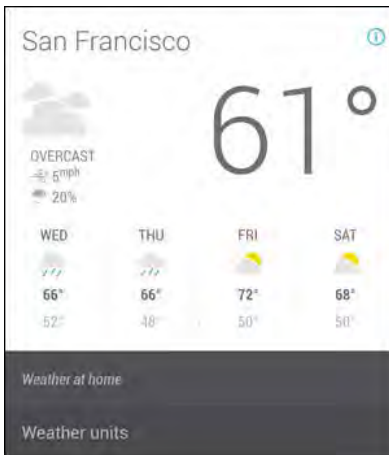 San Francisco
61°
OVERCAST
5mph
20%
WED THU FRI SAT
66° 66° 72° 68°
52° 48° 50° 50°
Weather at home
Weather units